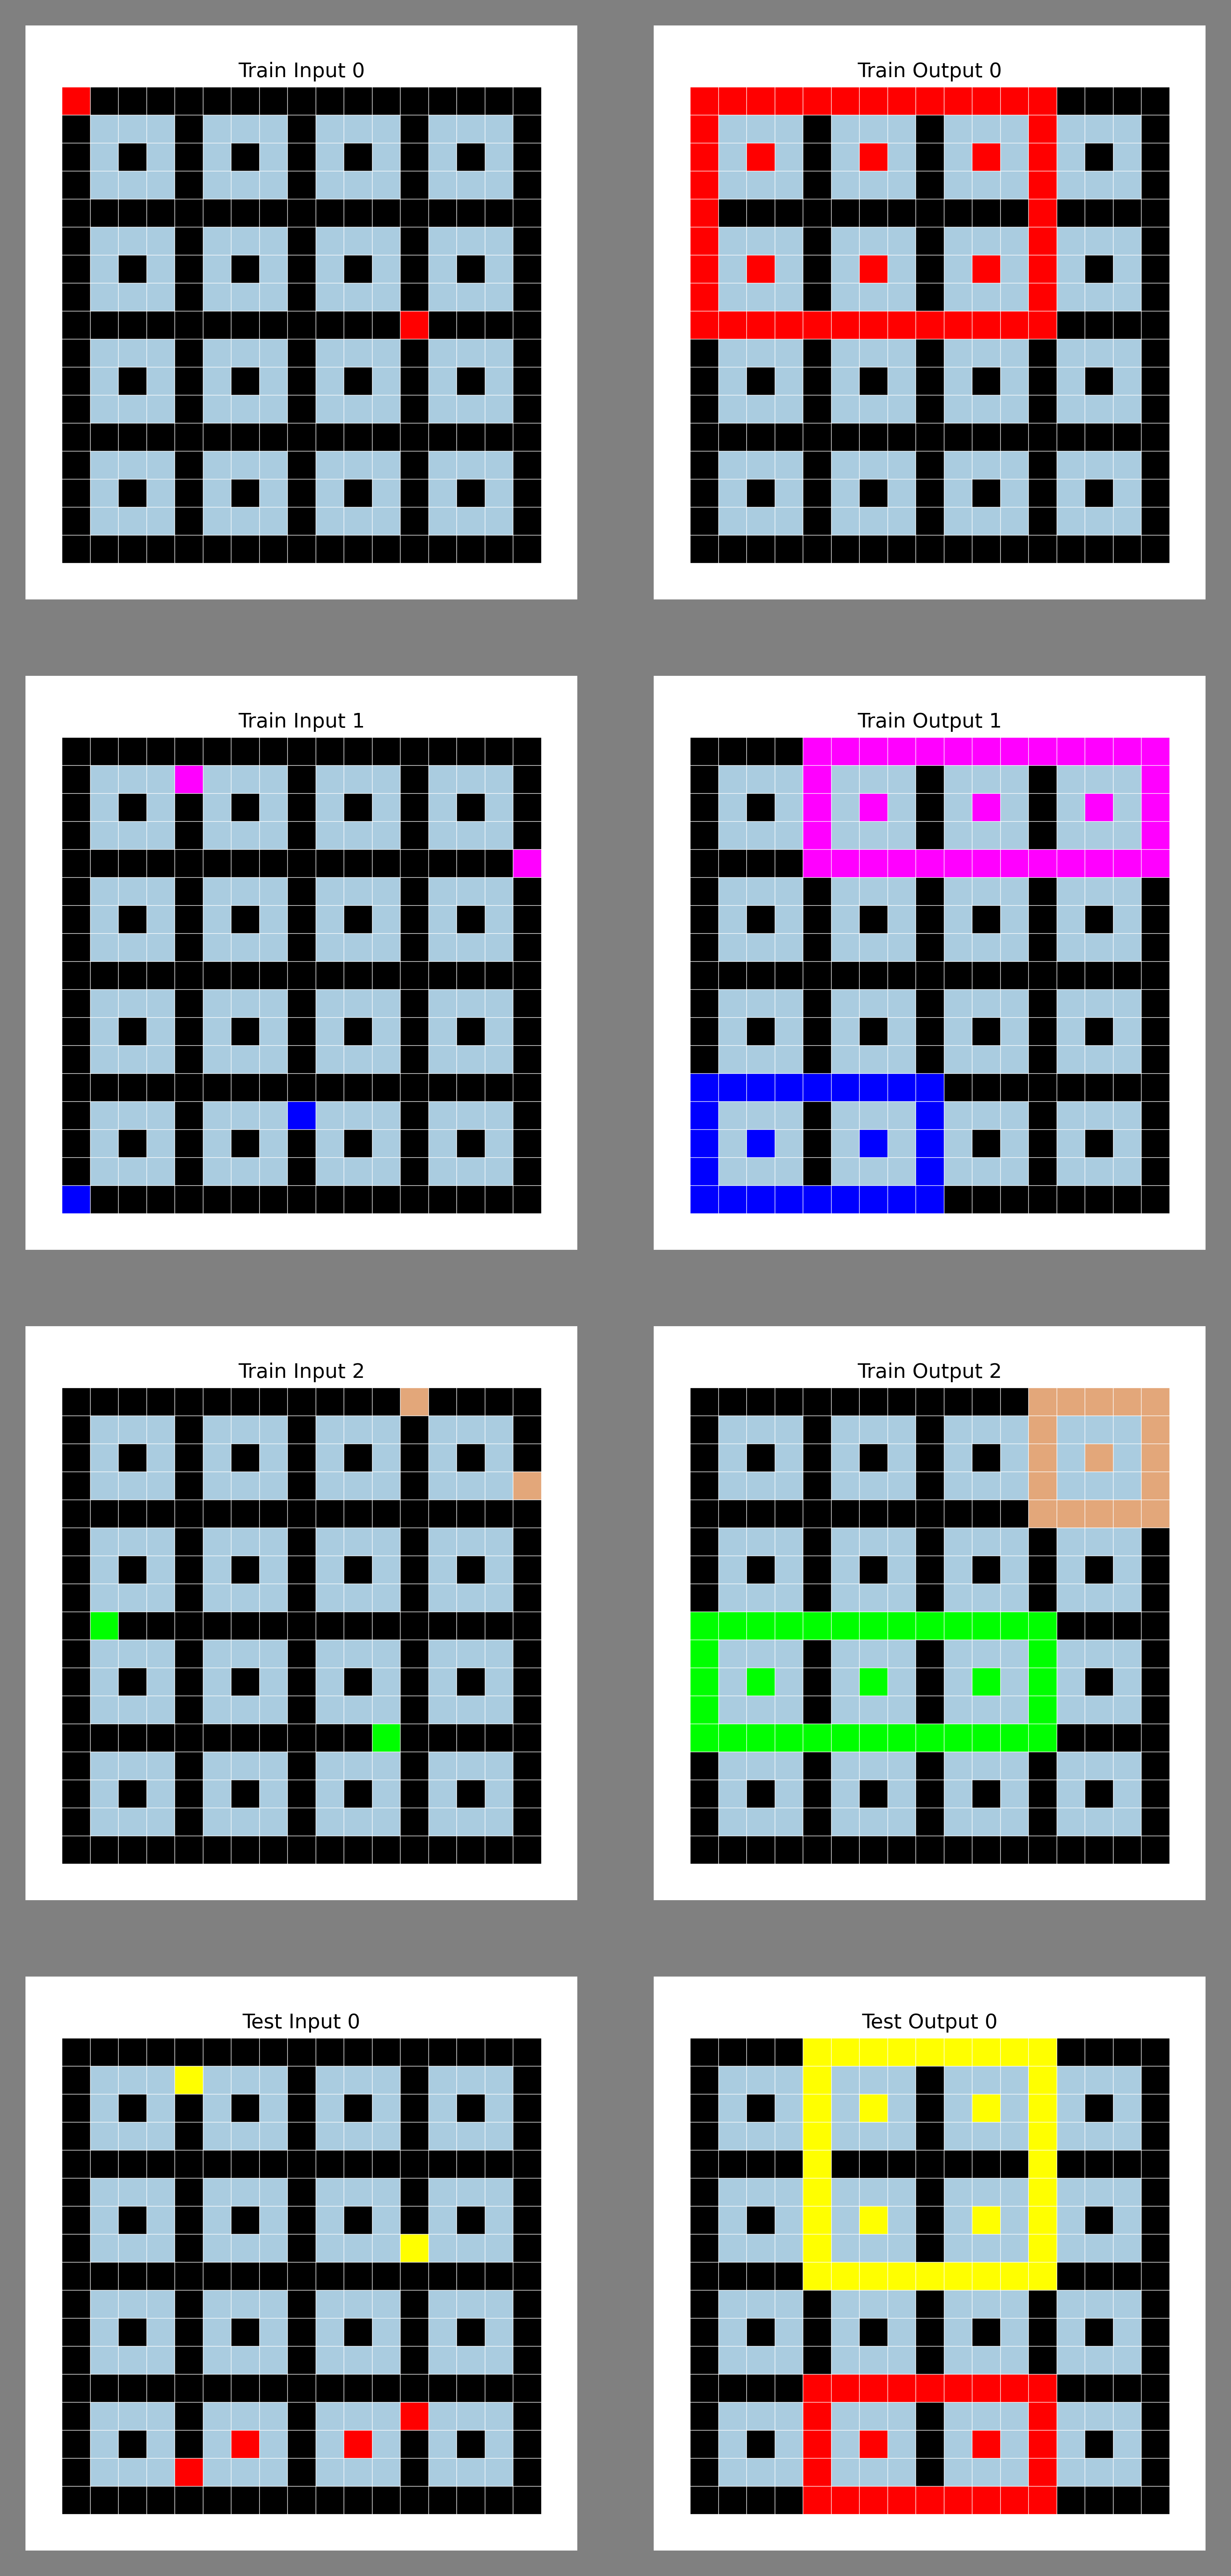 Train Input 0
Train Output 0
Train Input 1
Train Output 1
Train Input 2
Train Output 2
Test Input 0
Test Output 0